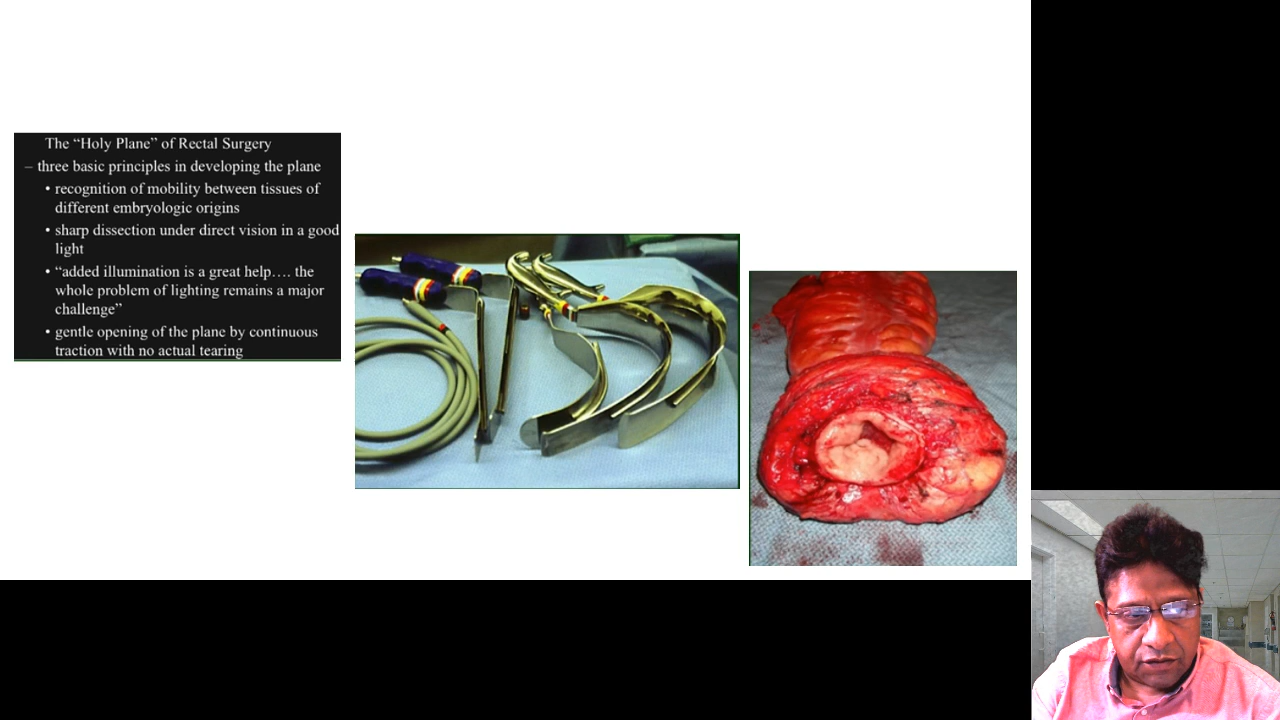 The “Holy Plane” of Rectal Surgery
– three basic principles in developing the plane
• recognition of mobility between tissues of
different embryologic origins
• sharp dissection under direct vision in a good
light
• “added illumination is a great help…. the
whole problem of lighting remains a major
challenge”
• gentle opening of the plane by continuous
traction with no actual tearing